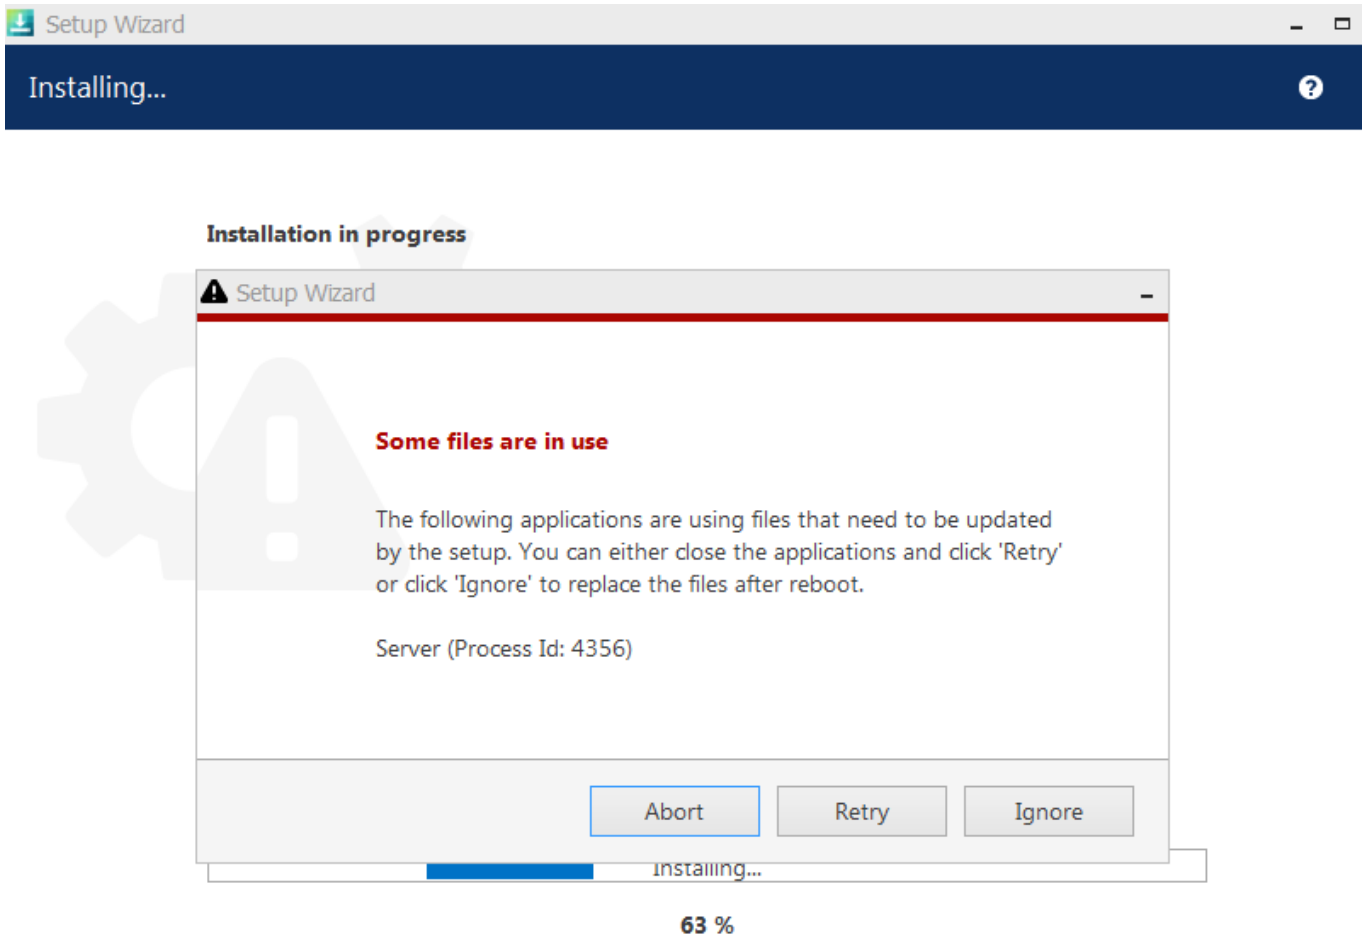 Setup Wizard
Installing...
Installation in progress
Setup Wizard
Some files are in use
The following applications are using files that need to be updated
by the setup. You can either close the applications and click 'Retry'
or click 'Ignore' to replace the files after reboot.
Server (Process Id: 4356)
Abort Retry Ignore
Installing...
63 %